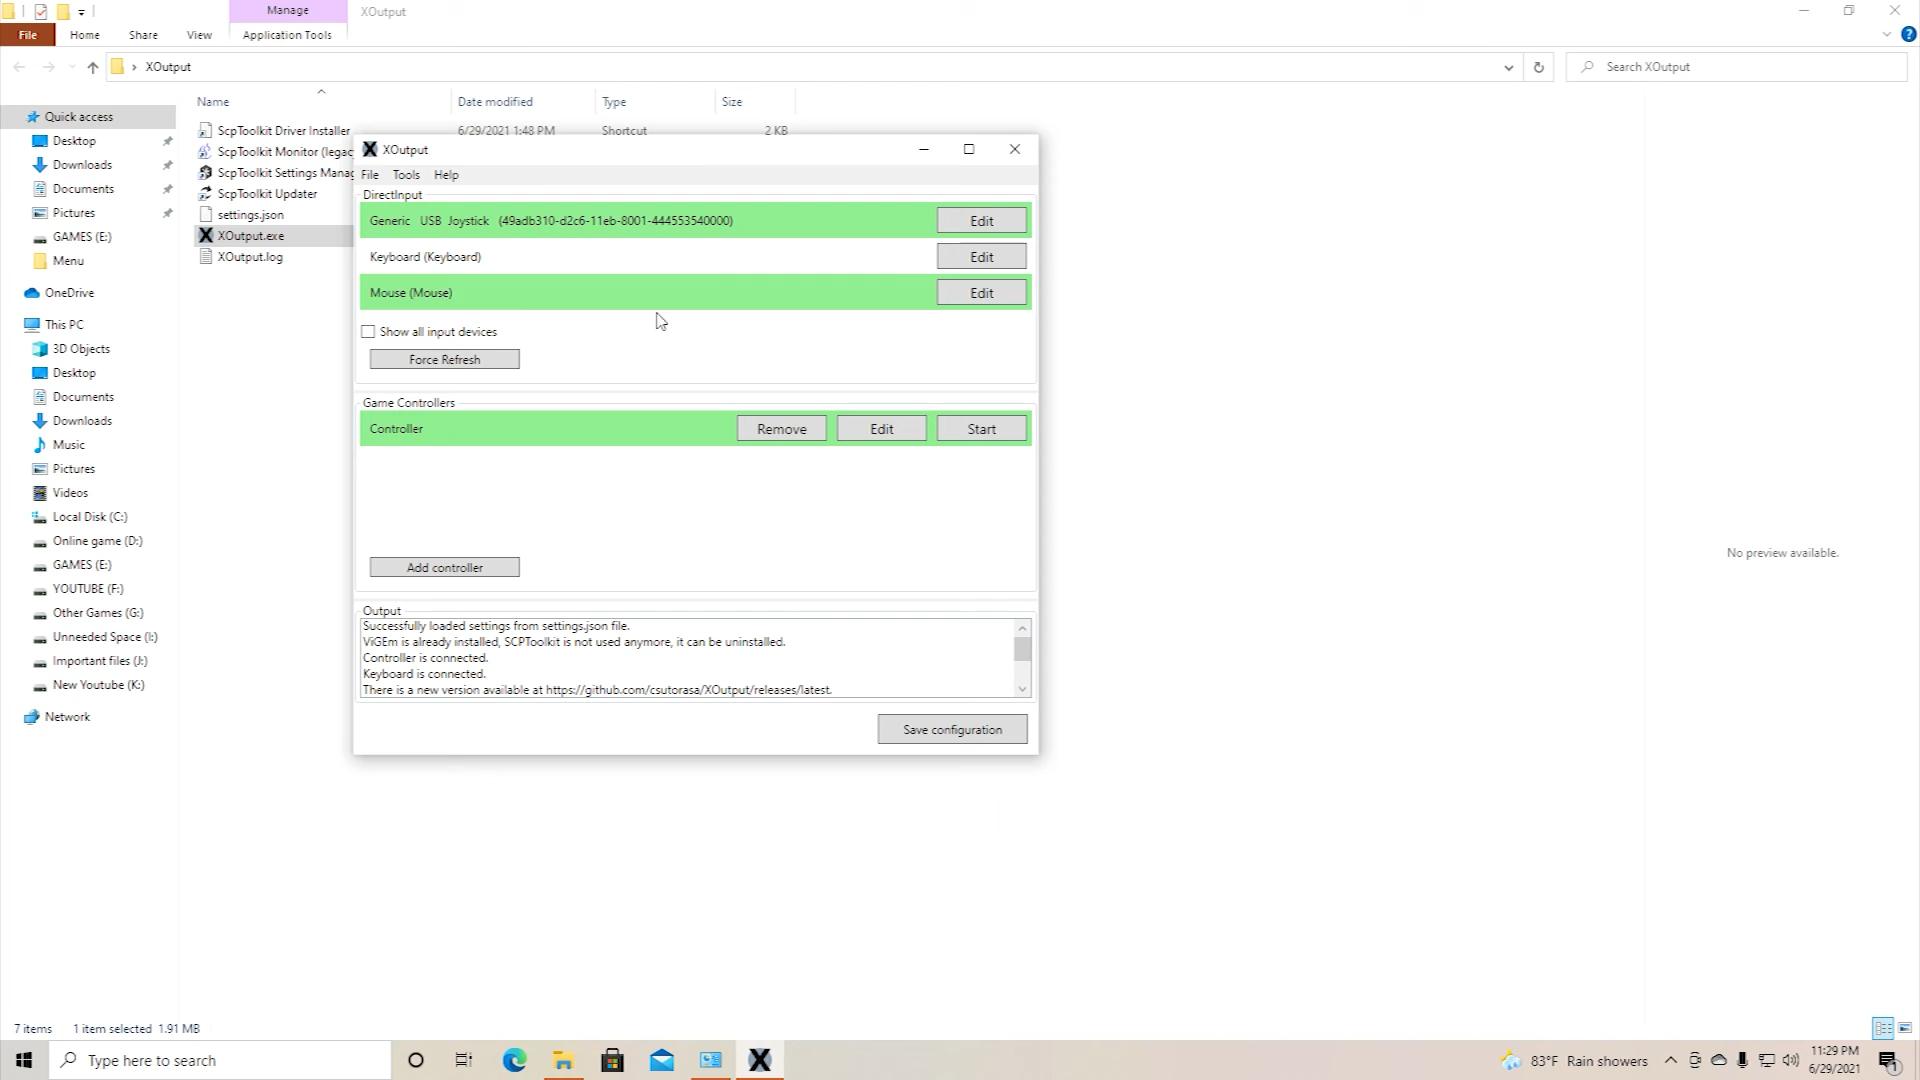 Manage
XOutput
File
Home
Share
View
Application Tools
XOutput
Search XOutput
Name
Date modified
Type
Size
Quick access
Desktop
Downloads
Documents
Pictures
GAMES (E:)
Menu
OneDrive
This PC
3D Objects
Desktop
Documents
Downloads
Music
Pictures
Videos
Local Disk (C:)
Online game (D:)
GAMES (E:)
YOUTUBE (F:)
Other Games (G:)
Unneeded Space (I:)
Important files (J:)
New Youtube (K:)
Network
ScpToolkit Driver Installer
6/29/2021 1:48 PM
Shortcut
2 KB
ScpToolkit Monitor (legac
ScpToolkit Settings Manag
ScpToolkit Updater
settings.json
XOutput.exe
XOutput.log
XOutput
File
Tools
Help
DirectInput
Generic USB Joystick (49adb310-d2c6-11eb-8001-444553540000)
Edit
Keyboard (Keyboard)
Edit
Mouse (Mouse)
Edit
Show all input devices
Force Refresh
Game Controllers
Controller
Remove
Edit
Start
Add controller
Output
Successfully loaded settings from settings.json file.
ViGEm is already installed, SCPToolkit is not used anymore, it can be uninstalled.
Controller is connected.
Keyboard is connected.
There is a new version available at https://github.com/csutorasa/XOutput/releases/latest.
Save configuration
No preview available.
7 items
1 item selected 1.91 MB
Type here to search
83°F Rain showers
11:29 PM
6/29/2021
1